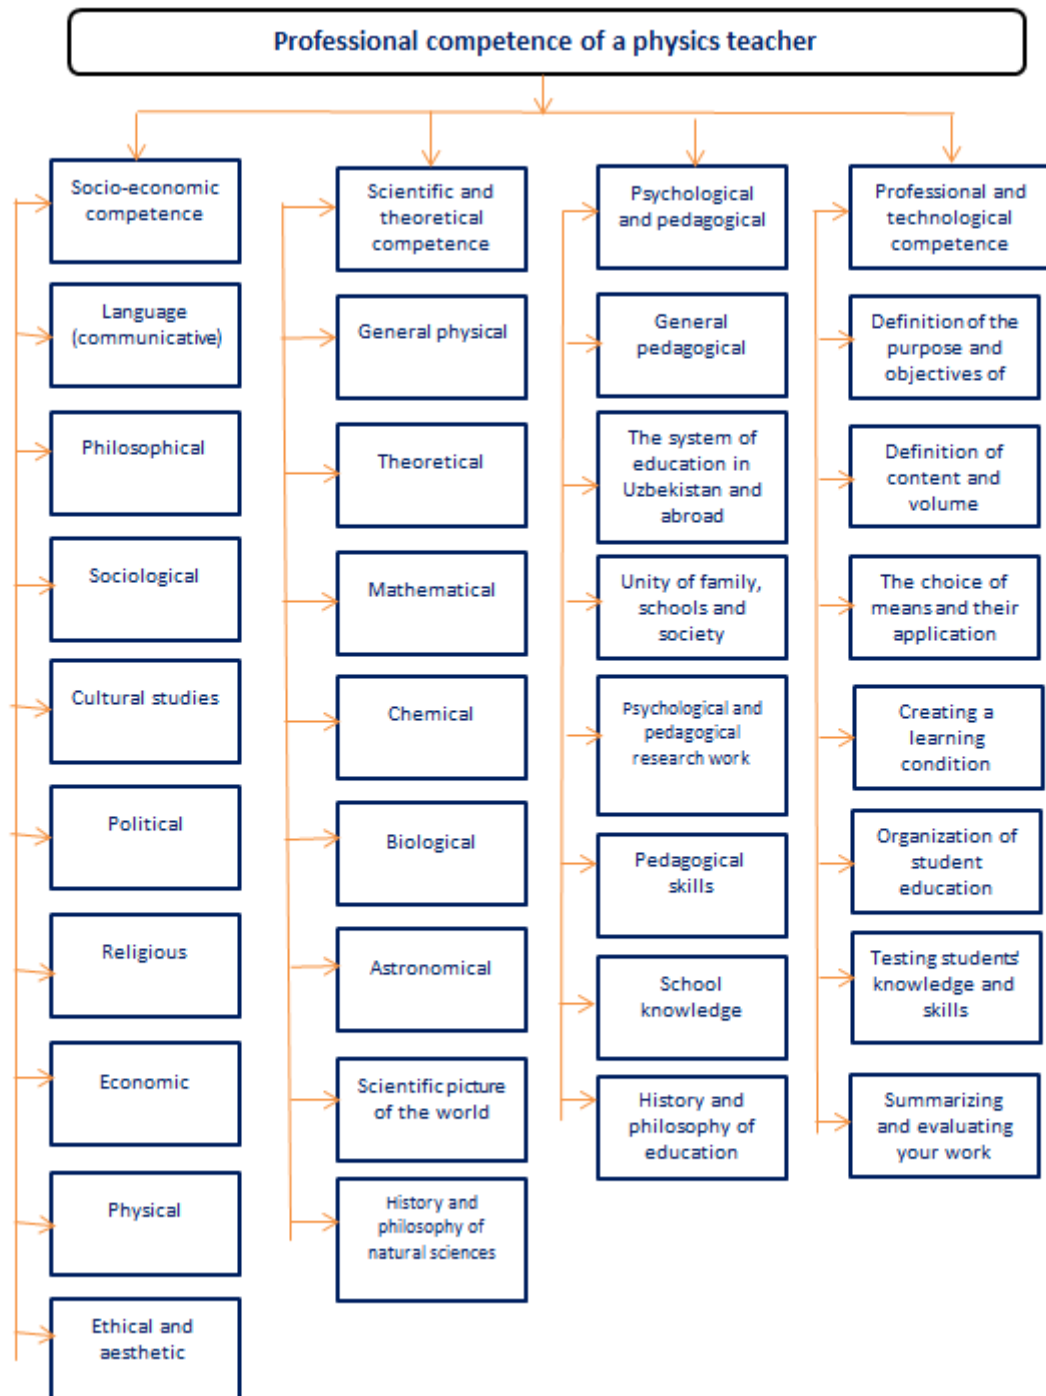 Professional competence of a physics teacher
Socio-economic
competence
Language
(communicative)
Philosophical
Sociological
Cultural studies
Political
Religious
Economic
Physical
Ethical and
aesthetic
Scientific and
theoretical
competence
General physical
Theoretical
Mathematical
Chemical
Biological
Astronomical
Scientific picture
of the world
History and
philosophy of
natural sciences
Psychological
and pedagogical
General
pedagogical
The system of
education in
Uzbekistan and
abroad
Unity of family,
schools and
society
Psychological and
pedagogical
research work
Pedagogical
skills
School
knowledge
History and
philosophy of
education
Professional and
technological
competence
Definition of the
purpose and
objectives of
Definition of
content and
volume
The choice of
means and their
application
Creating a
learning
condition
Organization of
student
education
Testing students'
knowledge and
skills
Summarizing
and evaluating
your work